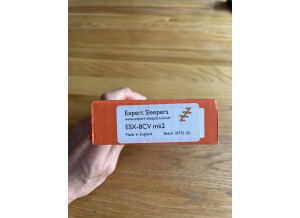 Expert Sleepers
www.expert-sleepers.co.uk
ESX-8CV mk2
Made in England